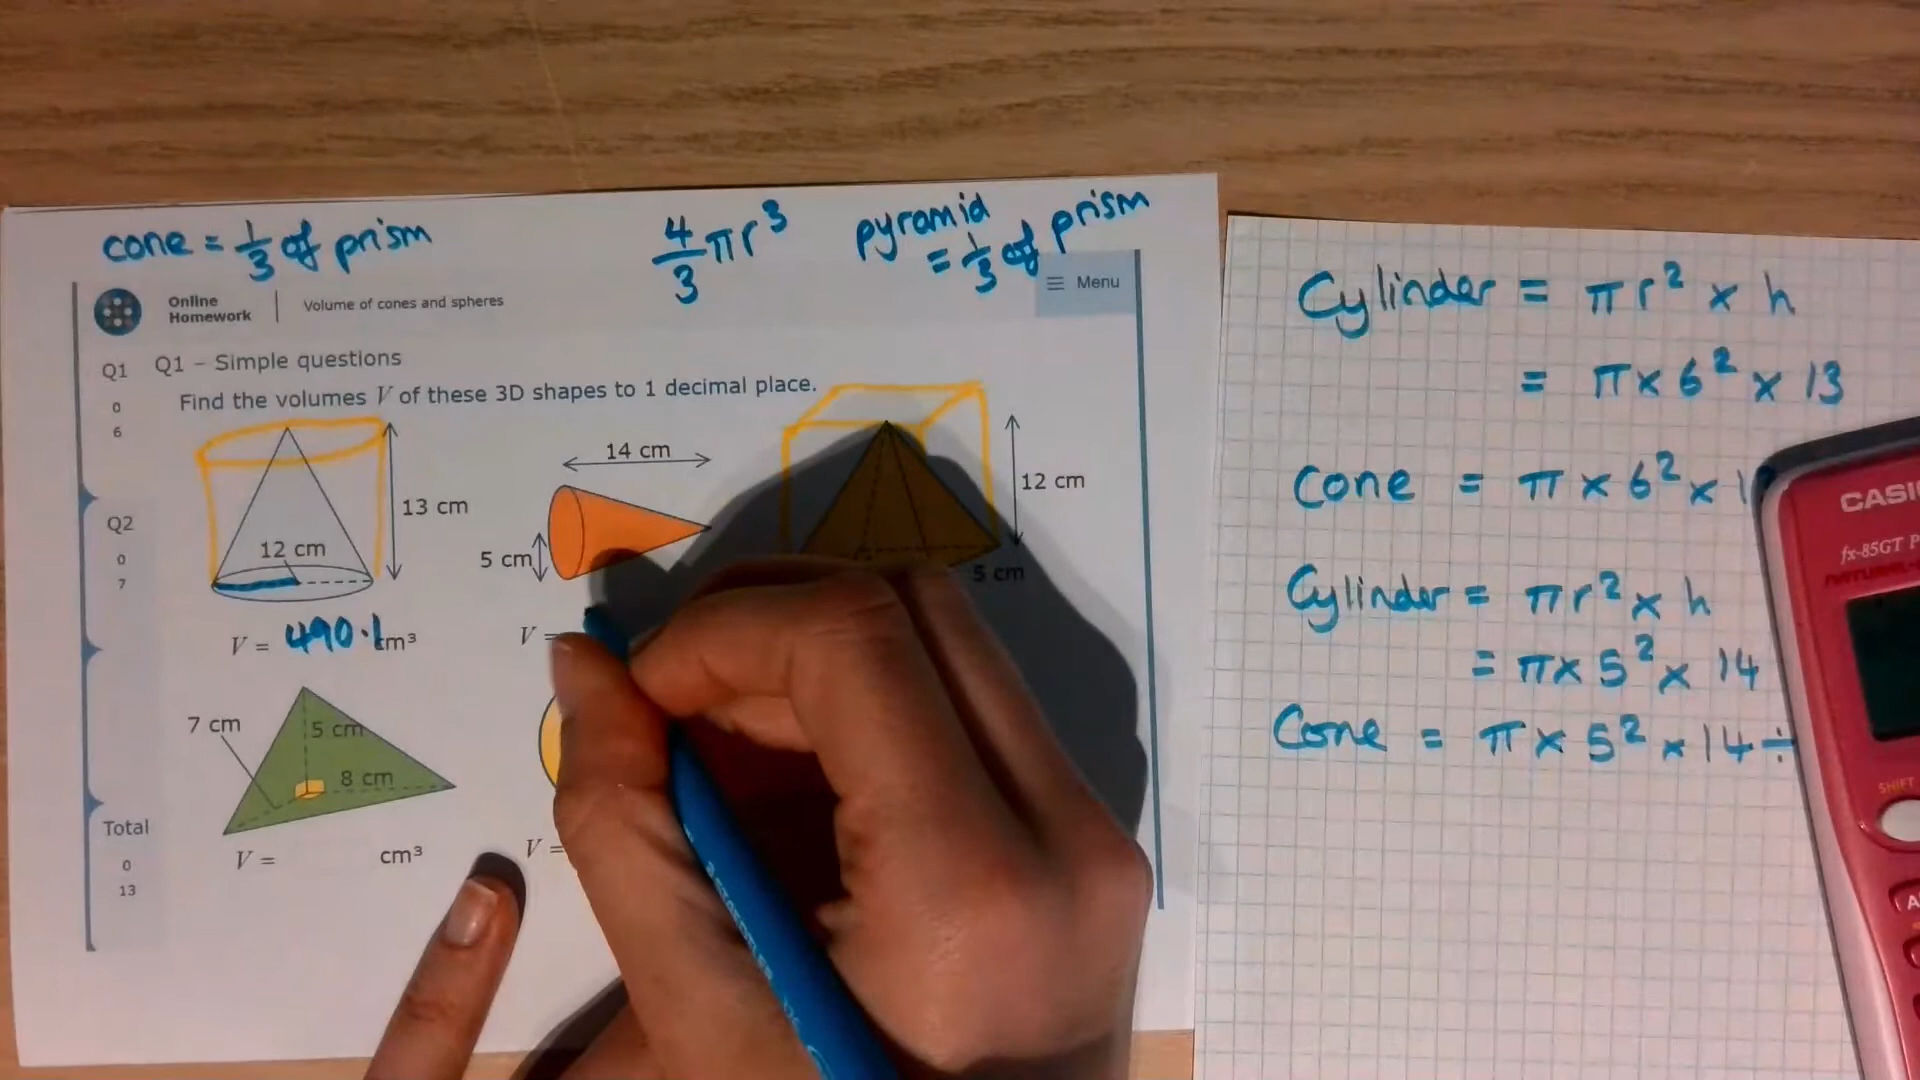 cone = 1/3 of prism
4/3 πr³
pyramid
= 1/3 of prism
Online
Homework
Volume of cones and spheres
☰ Menu
Q1
0
6
Q2
0
7
Total
0
13
Q1 – Simple questions
Find the volumes V of these 3D shapes to 1 decimal place.
13 cm
12 cm
V = 490.1 cm³
14 cm
5 cm
V =
12 cm
5 cm
7 cm
5 cm
8 cm
V = cm³
V =
STAEDTLER
Cylinder = πr² × h
= π × 6² × 13
Cone = π × 6² × 1
Cylinder = πr² × h
= π × 5² × 14
Cone = π × 5² × 14 ÷
CASI
fx-85GT P
SHIFT
A